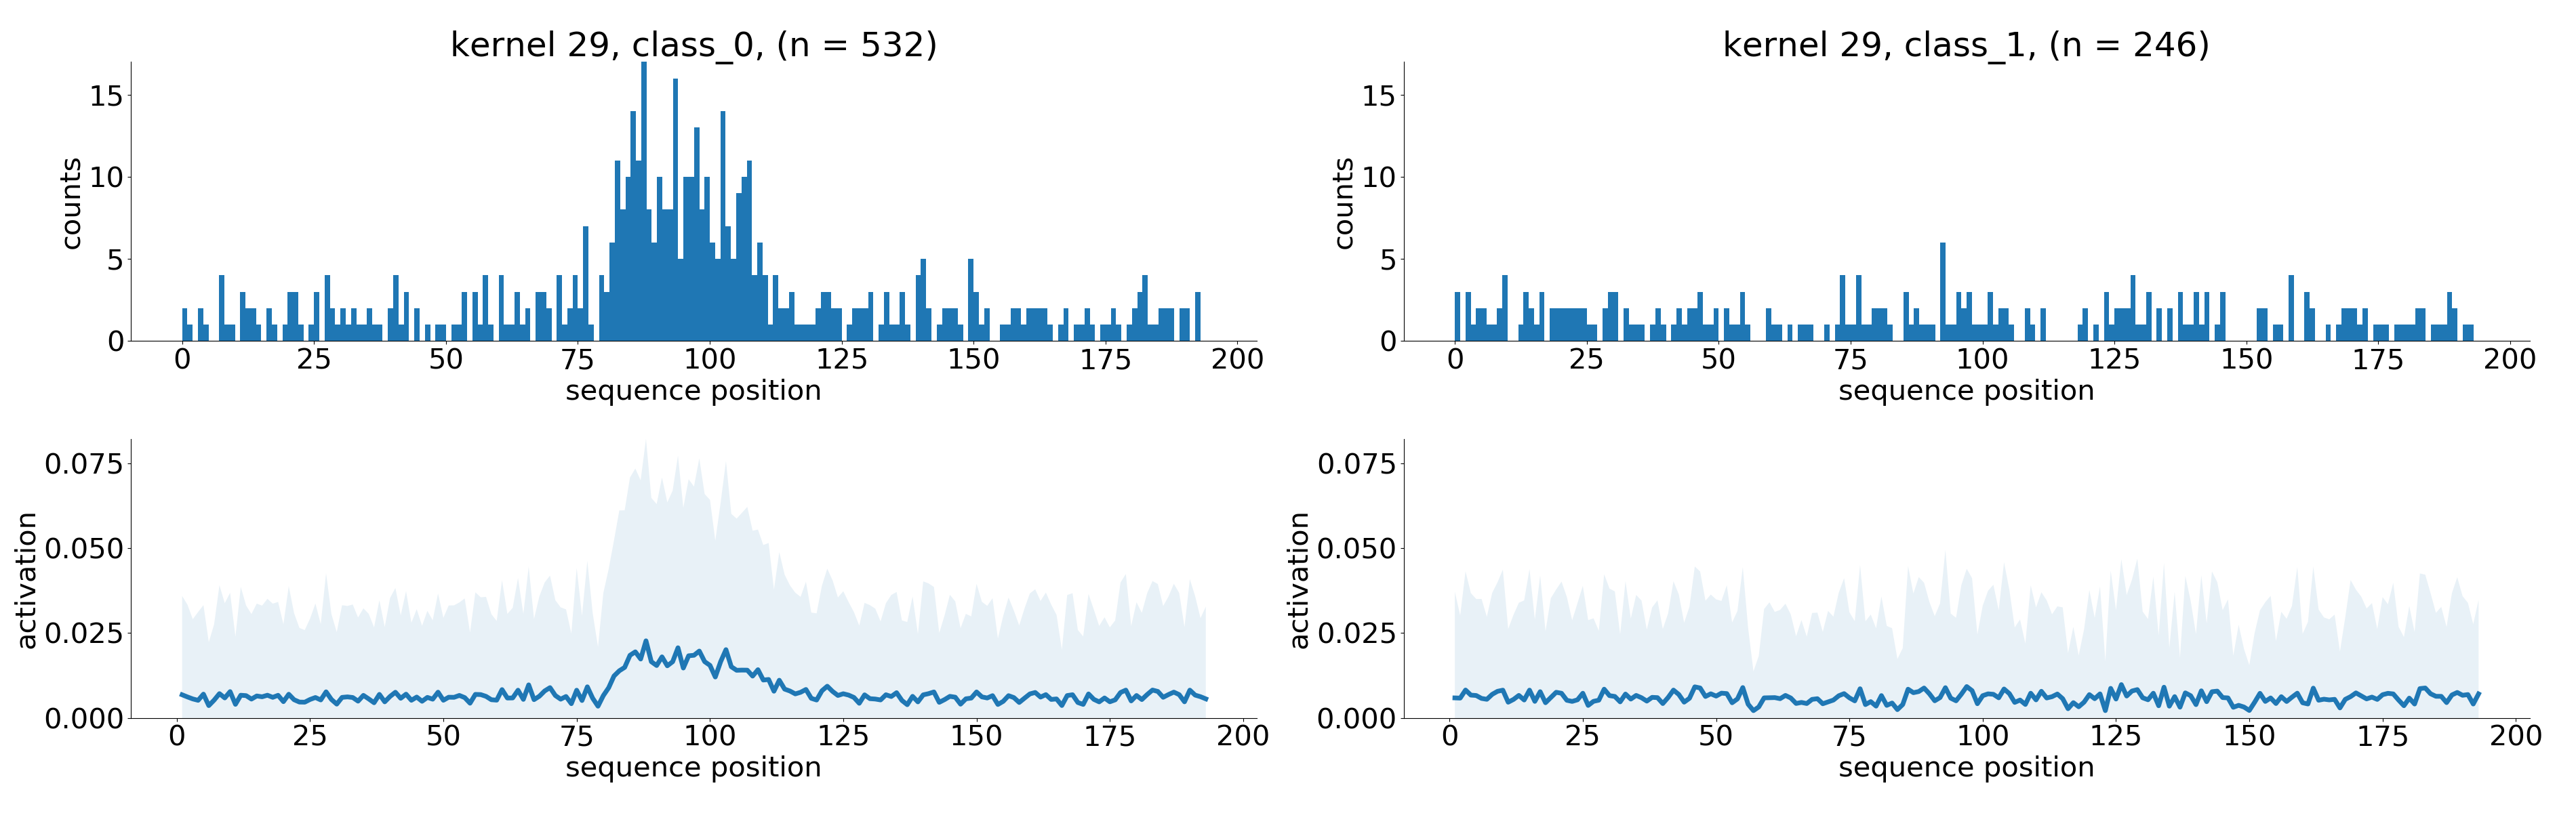 kernel 29, class_0, (n = 532)
counts
15
10
5
0
0 25 50 75 100 125 150 175 200
sequence position
kernel 29, class_1, (n = 246)
counts
15
10
5
0
0 25 50 75 100 125 150 175 200
sequence position
activation
0.075
0.050
0.025
0.000
0 25 50 75 100 125 150 175 200
sequence position
activation
0.075
0.050
0.025
0.000
0 25 50 75 100 125 150 175 200
sequence position